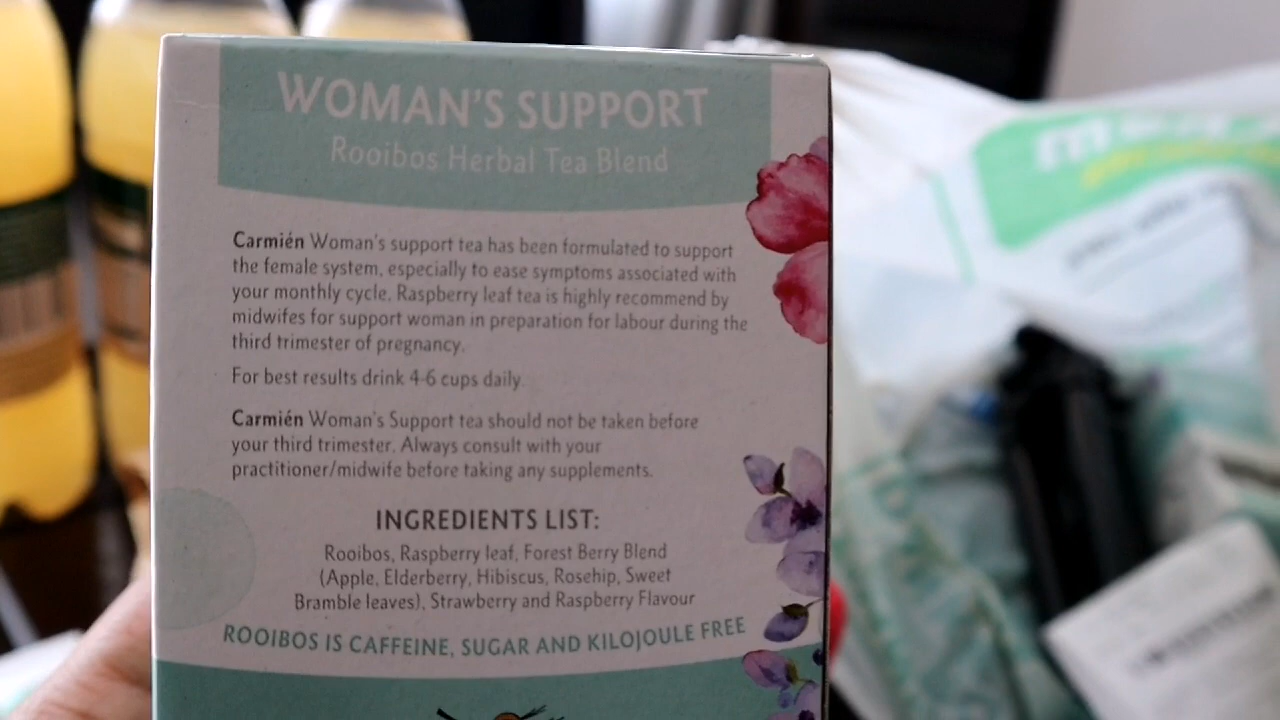 WOMAN'S SUPPORT
Rooibos Herbal Tea Blend
Carmién Woman's support tea has been formulated to support
the female system, especially to ease symptoms associated with
your monthly cycle. Raspberry leaf tea is highly recommend by
midwifes for support woman in preparation for labour during the
third trimester of pregnancy.
For best results drink 4-6 cups daily.
Carmién Woman's Support tea should not be taken before
your third trimester. Always consult with your
practitioner/midwife before taking any supplements.
INGREDIENTS LIST:
Rooibos, Raspberry leaf, Forest Berry Blend
(Apple, Elderberry, Hibiscus, Rosehip, Sweet
Bramble leaves), Strawberry and Raspberry Flavour
ROOIBOS IS CAFFEINE, SUGAR AND KILOJOULE FREE